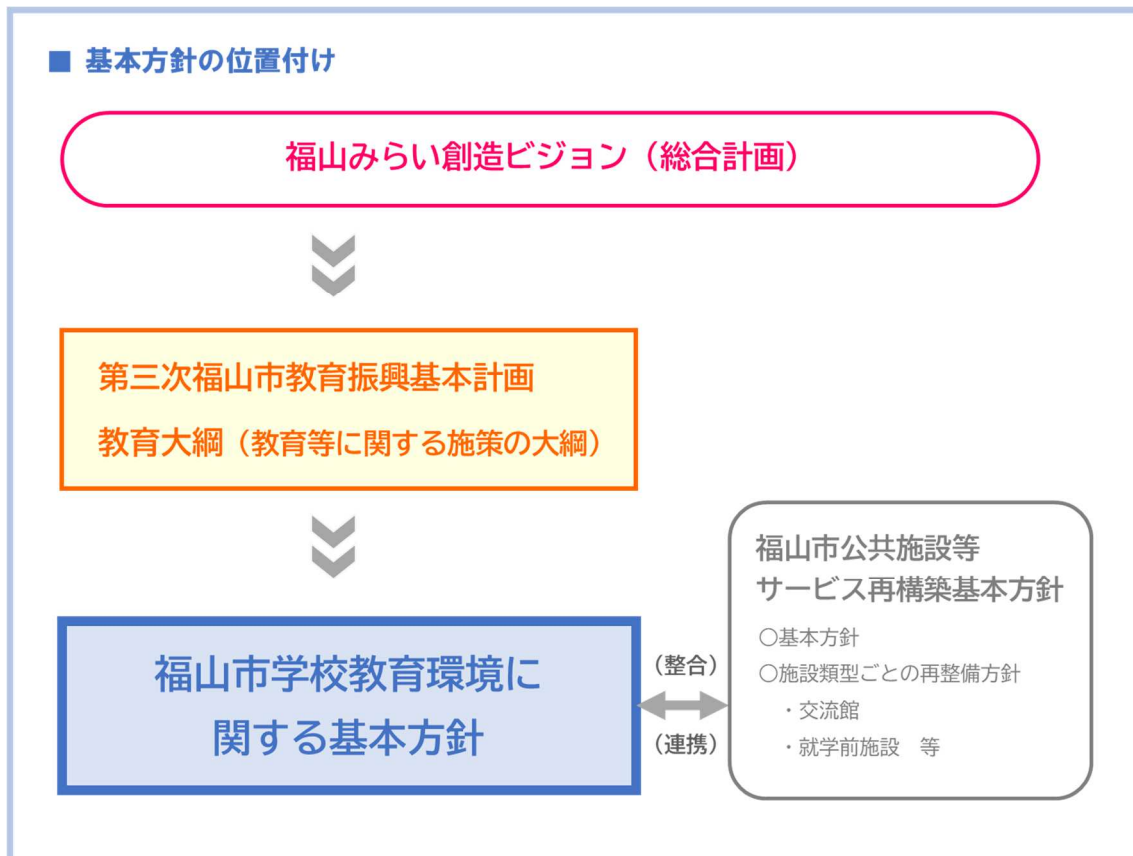 ■ 基本方針の位置付け
福山みらい創造ビジョン（総合計画）
第三次福山市教育振興基本計画
教育大綱（教育等に関する施策の大綱）
福山市学校教育環境に
関する基本方針
（整合）
（連携）
福山市公共施設等
サービス再構築基本方針
○基本方針
○施設類型ごとの再整備方針
・交流館
・就学前施設　等